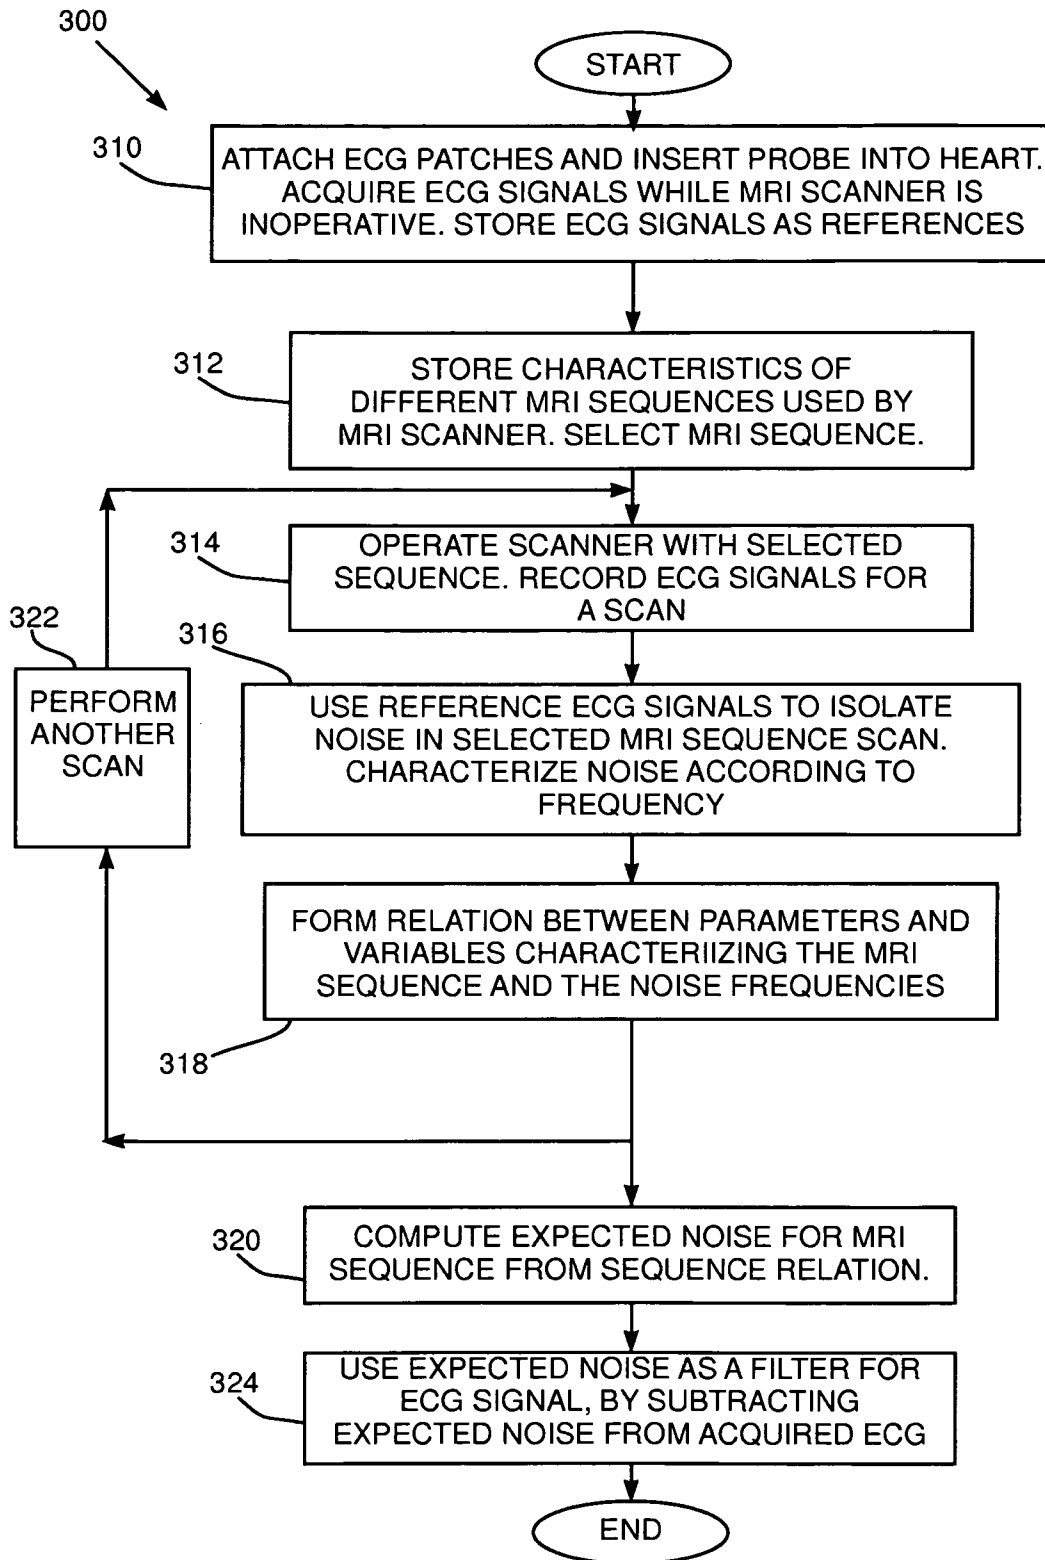 300
START
310
ATTACH ECG PATCHES AND INSERT PROBE INTO HEART.
ACQUIRE ECG SIGNALS WHILE MRI SCANNER IS
INOPERATIVE. STORE ECG SIGNALS AS REFERENCES
312
STORE CHARACTERISTICS OF
DIFFERENT MRI SEQUENCES USED BY
MRI SCANNER. SELECT MRI SEQUENCE.
314
OPERATE SCANNER WITH SELECTED
SEQUENCE. RECORD ECG SIGNALS FOR
A SCAN
322
PERFORM
ANOTHER
SCAN
316
USE REFERENCE ECG SIGNALS TO ISOLATE
NOISE IN SELECTED MRI SEQUENCE SCAN.
CHARACTERIZE NOISE ACCORDING TO
FREQUENCY
FORM RELATION BETWEEN PARAMETERS AND
VARIABLES CHARACTERIIZING THE MRI
SEQUENCE AND THE NOISE FREQUENCIES
318
320
COMPUTE EXPECTED NOISE FOR MRI
SEQUENCE FROM SEQUENCE RELATION.
324
USE EXPECTED NOISE AS A FILTER FOR
ECG SIGNAL, BY SUBTRACTING
EXPECTED NOISE FROM ACQUIRED ECG
END